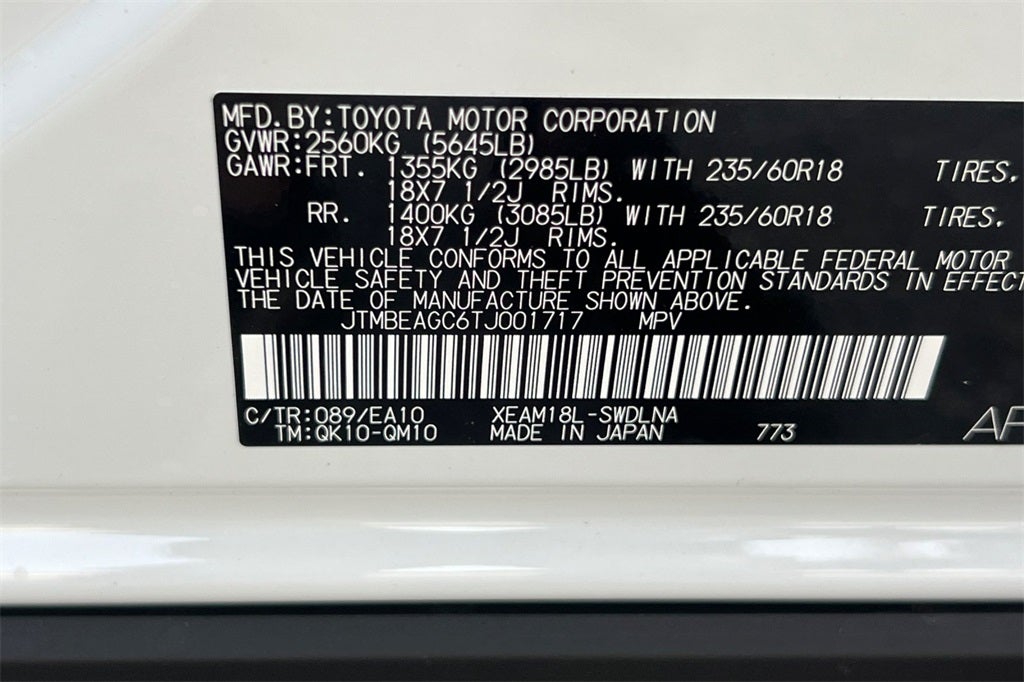 MFD.BY:TOYOTA MOTOR CORPORATION
GVWR:2560KG (5645LB)
GAWR:FRT. 1355KG (2985LB) WITH 235/60R18 TIRES,
18X7 1/2J RIMS.
RR. 1400KG (3085LB) WITH 235/60R18 TIRES,
18X7 1/2J RIMS.
THIS VEHICLE CONFORMS TO ALL APPLICABLE FEDERAL MOTOR
VEHICLE SAFETY AND THEFT PREVENTION STANDARDS IN EFFECT
THE DATE OF MANUFACTURE SHOWN ABOVE.
JTMBEAGC6TJ001717 MPV
C/TR:089/EA10 XEAM18L-SWDLNA
TM:QK10-QM10 MADE IN JAPAN 773